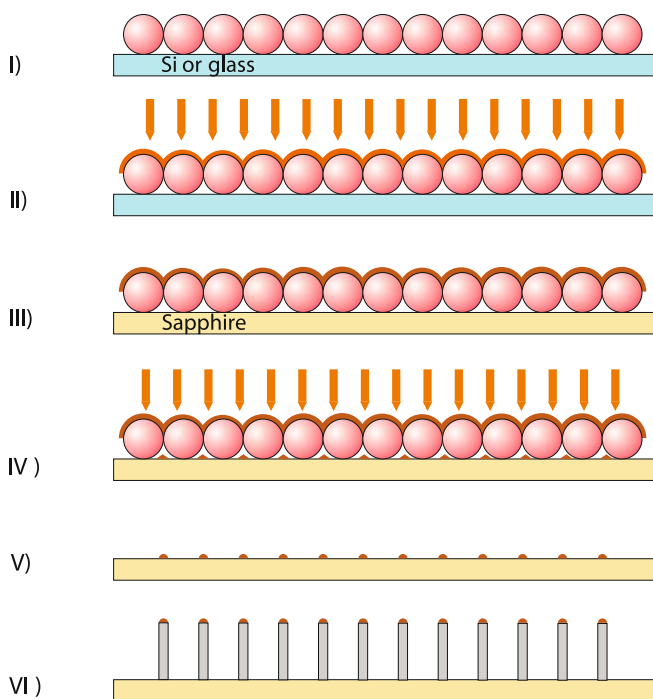 I)
Si or glass
II)
III)
Sapphire
IV )
V)
VI )